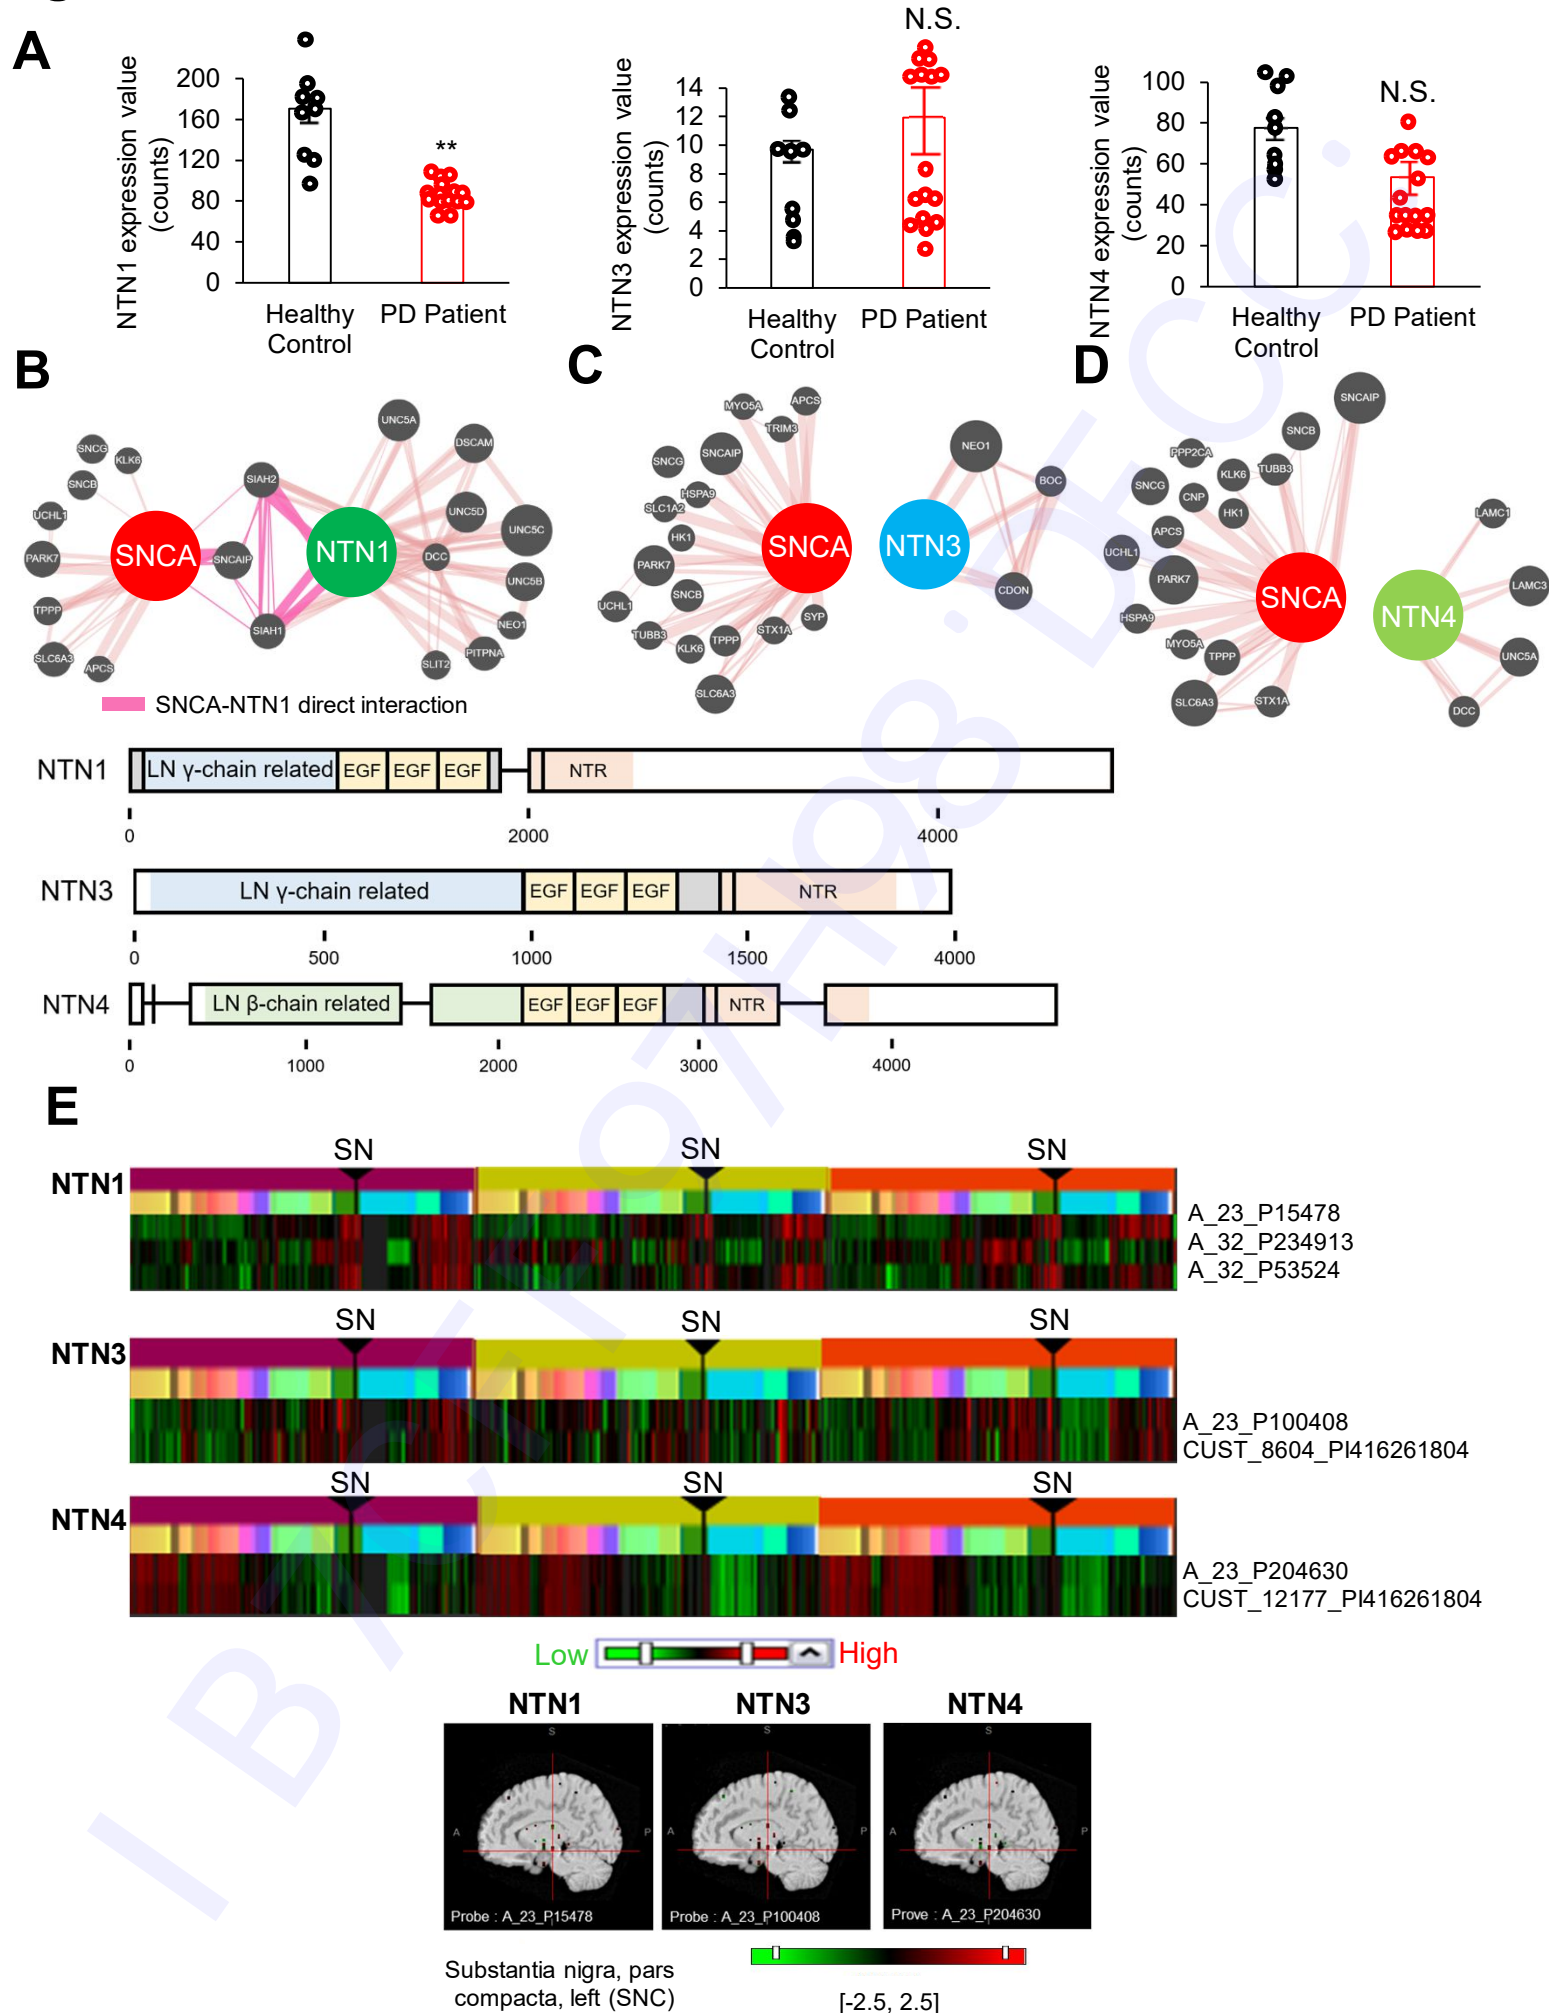 A
NTN1 expression value
(counts)
200
160
120
80
40
0
**
Healthy
Control
PD Patient
NTN3 expression value
(counts)
14
12
10
8
6
4
2
0
N.S.
Healthy
Control
PD Patient
NTN4 expression value
(counts)
100
80
60
40
20
0
N.S.
Healthy
Control
PD Patient
B
UNC5A
DSCAM
SNCG
KLK6
SIAH2
SNCB
UCHL1
UNC5D
UNC5C
PARK7
SNCA
SNCAIP
NTN1
DCC
UNC5B
TPPP
SIAH1
NEO1
SLC6A3
APCS
SLIT2
PITPNA
SNCA-NTN1 direct interaction
C
MYO5A
APCS
TRIM3
SNCAIP
SNCG
HSPA9
SLC1A2
HK1
PARK7
SNCA
SNCB
UCHL1
SYP
TUBB3
STX1A
KLK6
TPPP
SLC6A3
NEO1
BOC
NTN3
CDON
D
SNCAIP
SNCB
PPP2CA
KLK6
TUBB3
SNCG
CNP
HK1
APCS
UCHL1
PARK7
SNCA
HSPA9
MYO5A
TPPP
SLC6A3
STX1A
LAMC1
LAMC3
NTN4
UNC5A
DCC
NTN1
LN γ-chain related
EGF
EGF
EGF
NTR
0
2000
4000
NTN3
LN γ-chain related
EGF
EGF
EGF
NTR
0
500
1000
1500
4000
NTN4
LN β-chain related
EGF
EGF
EGF
NTR
0
1000
2000
3000
4000
E
SN
SN
SN
NTN1
A_23_P15478
A_32_P234913
A_32_P53524
SN
SN
SN
NTN3
A_23_P100408
CUST_8604_PI416261804
SN
SN
SN
NTN4
A_23_P204630
CUST_12177_PI416261804
Low
High
NTN1
NTN3
NTN4
S
A
P
Probe : A_23_P15478
S
A
P
Probe : A_23_P100408
S
A
P
Prove : A_23_P204630
Substantia nigra, pars
compacta, left (SNC)
[-2.5, 2.5]